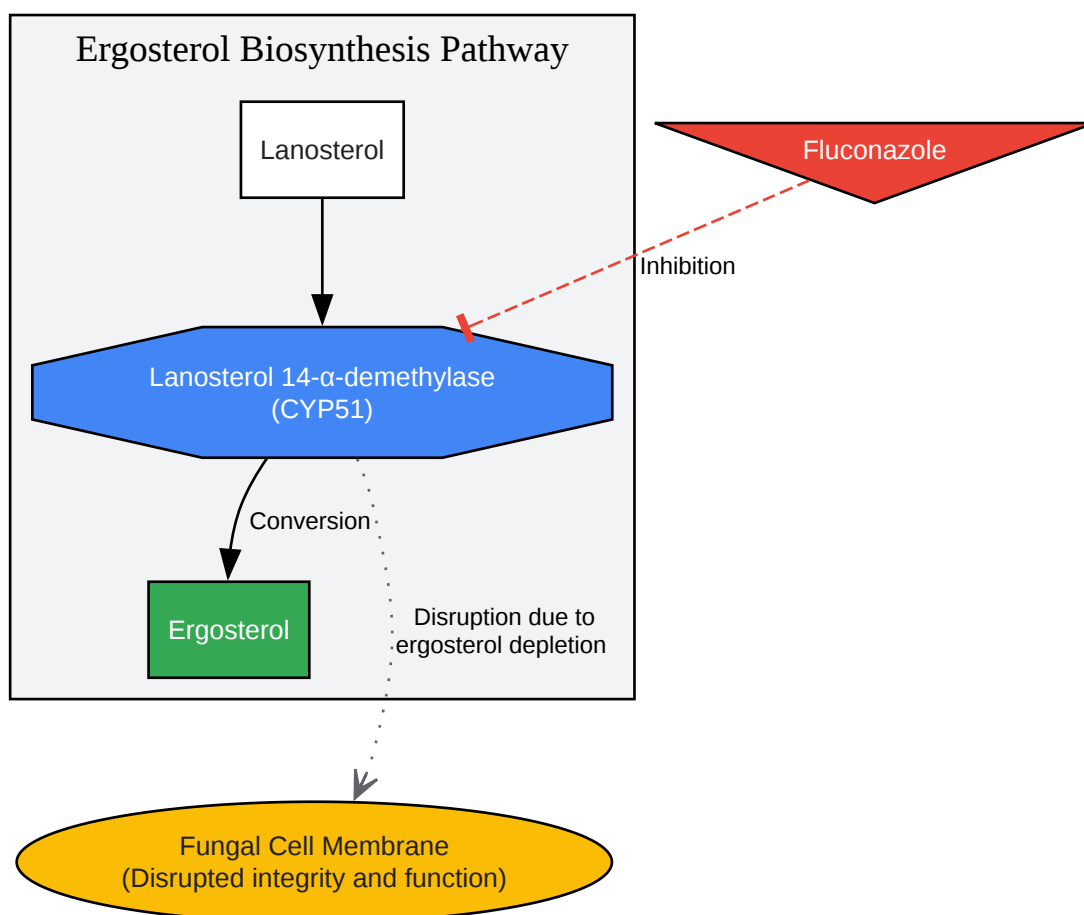 Ergosterol Biosynthesis Pathway
Lanosterol
Fluconazole
Inhibition
Lanosterol 14-α-demethylase
(CYP51)
Conversion
Ergosterol
Disruption due to
ergosterol depletion
Fungal Cell Membrane
(Disrupted integrity and function)